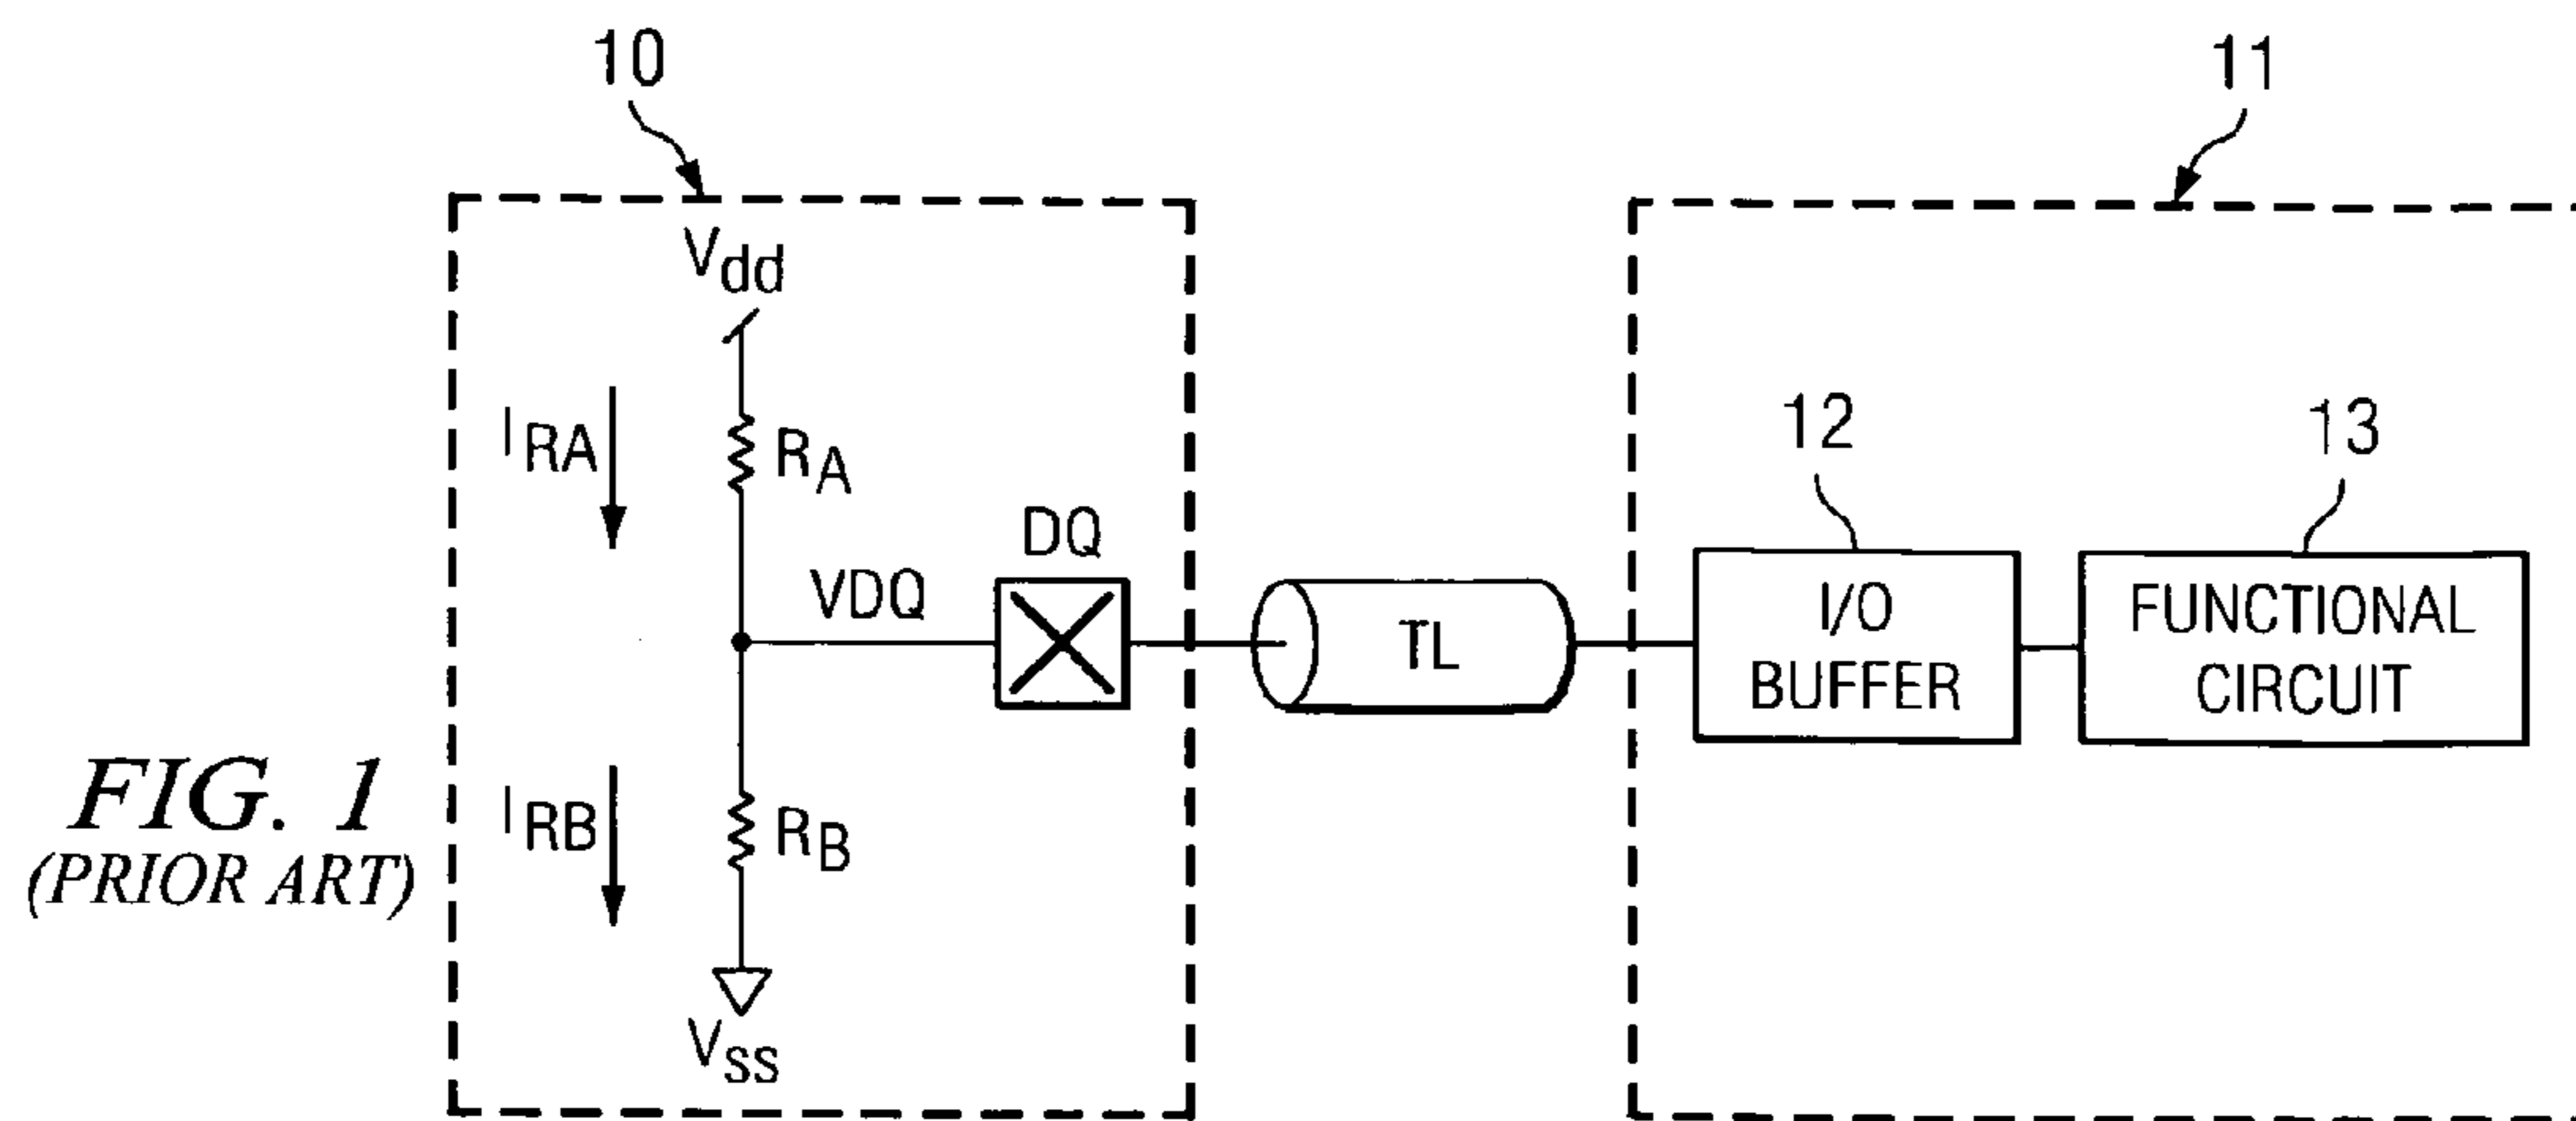 10
11
Vdd
IRA
RA
12
13
DQ
VDQ
TL
I/O
BUFFER
FUNCTIONAL
CIRCUIT
FIG. 1
(PRIOR ART)
IRB
RB
Vss